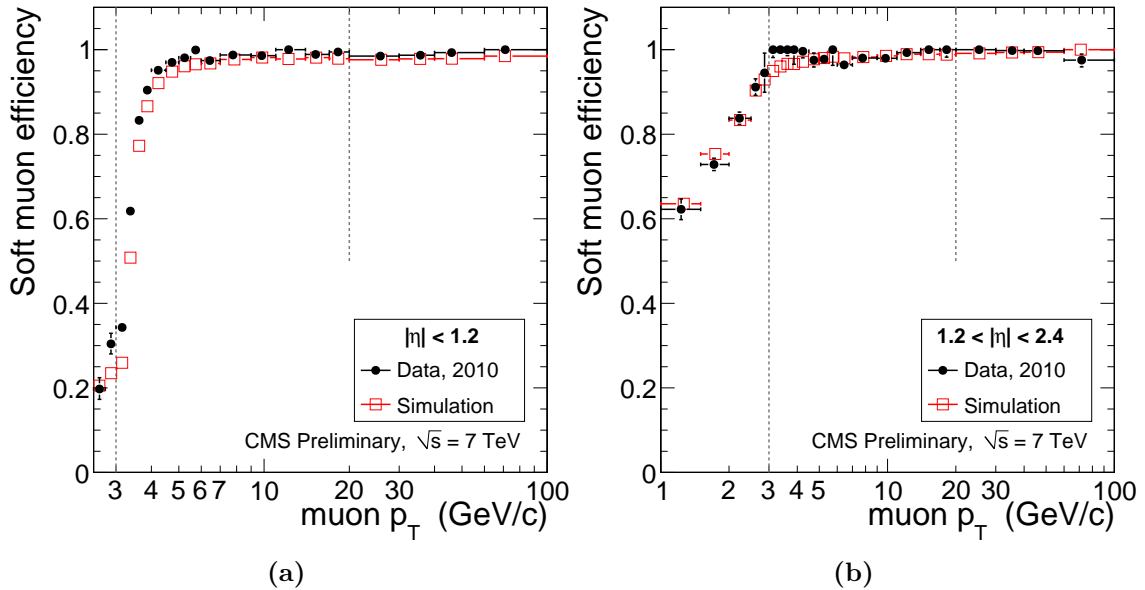 Soft muon efficiency
1
0.8
0.6
0.4
0.2
0
|η| < 1.2
Data, 2010
Simulation
CMS Preliminary, √s = 7 TeV
3 4 5 6 7 10 20 30 100
muon p_T (GeV/c)
(a)
Soft muon efficiency
1
0.8
0.6
0.4
0.2
0
1.2 < |η| < 2.4
Data, 2010
Simulation
CMS Preliminary, √s = 7 TeV
1 2 3 4 5 10 20 30 100
muon p_T (GeV/c)
(b)